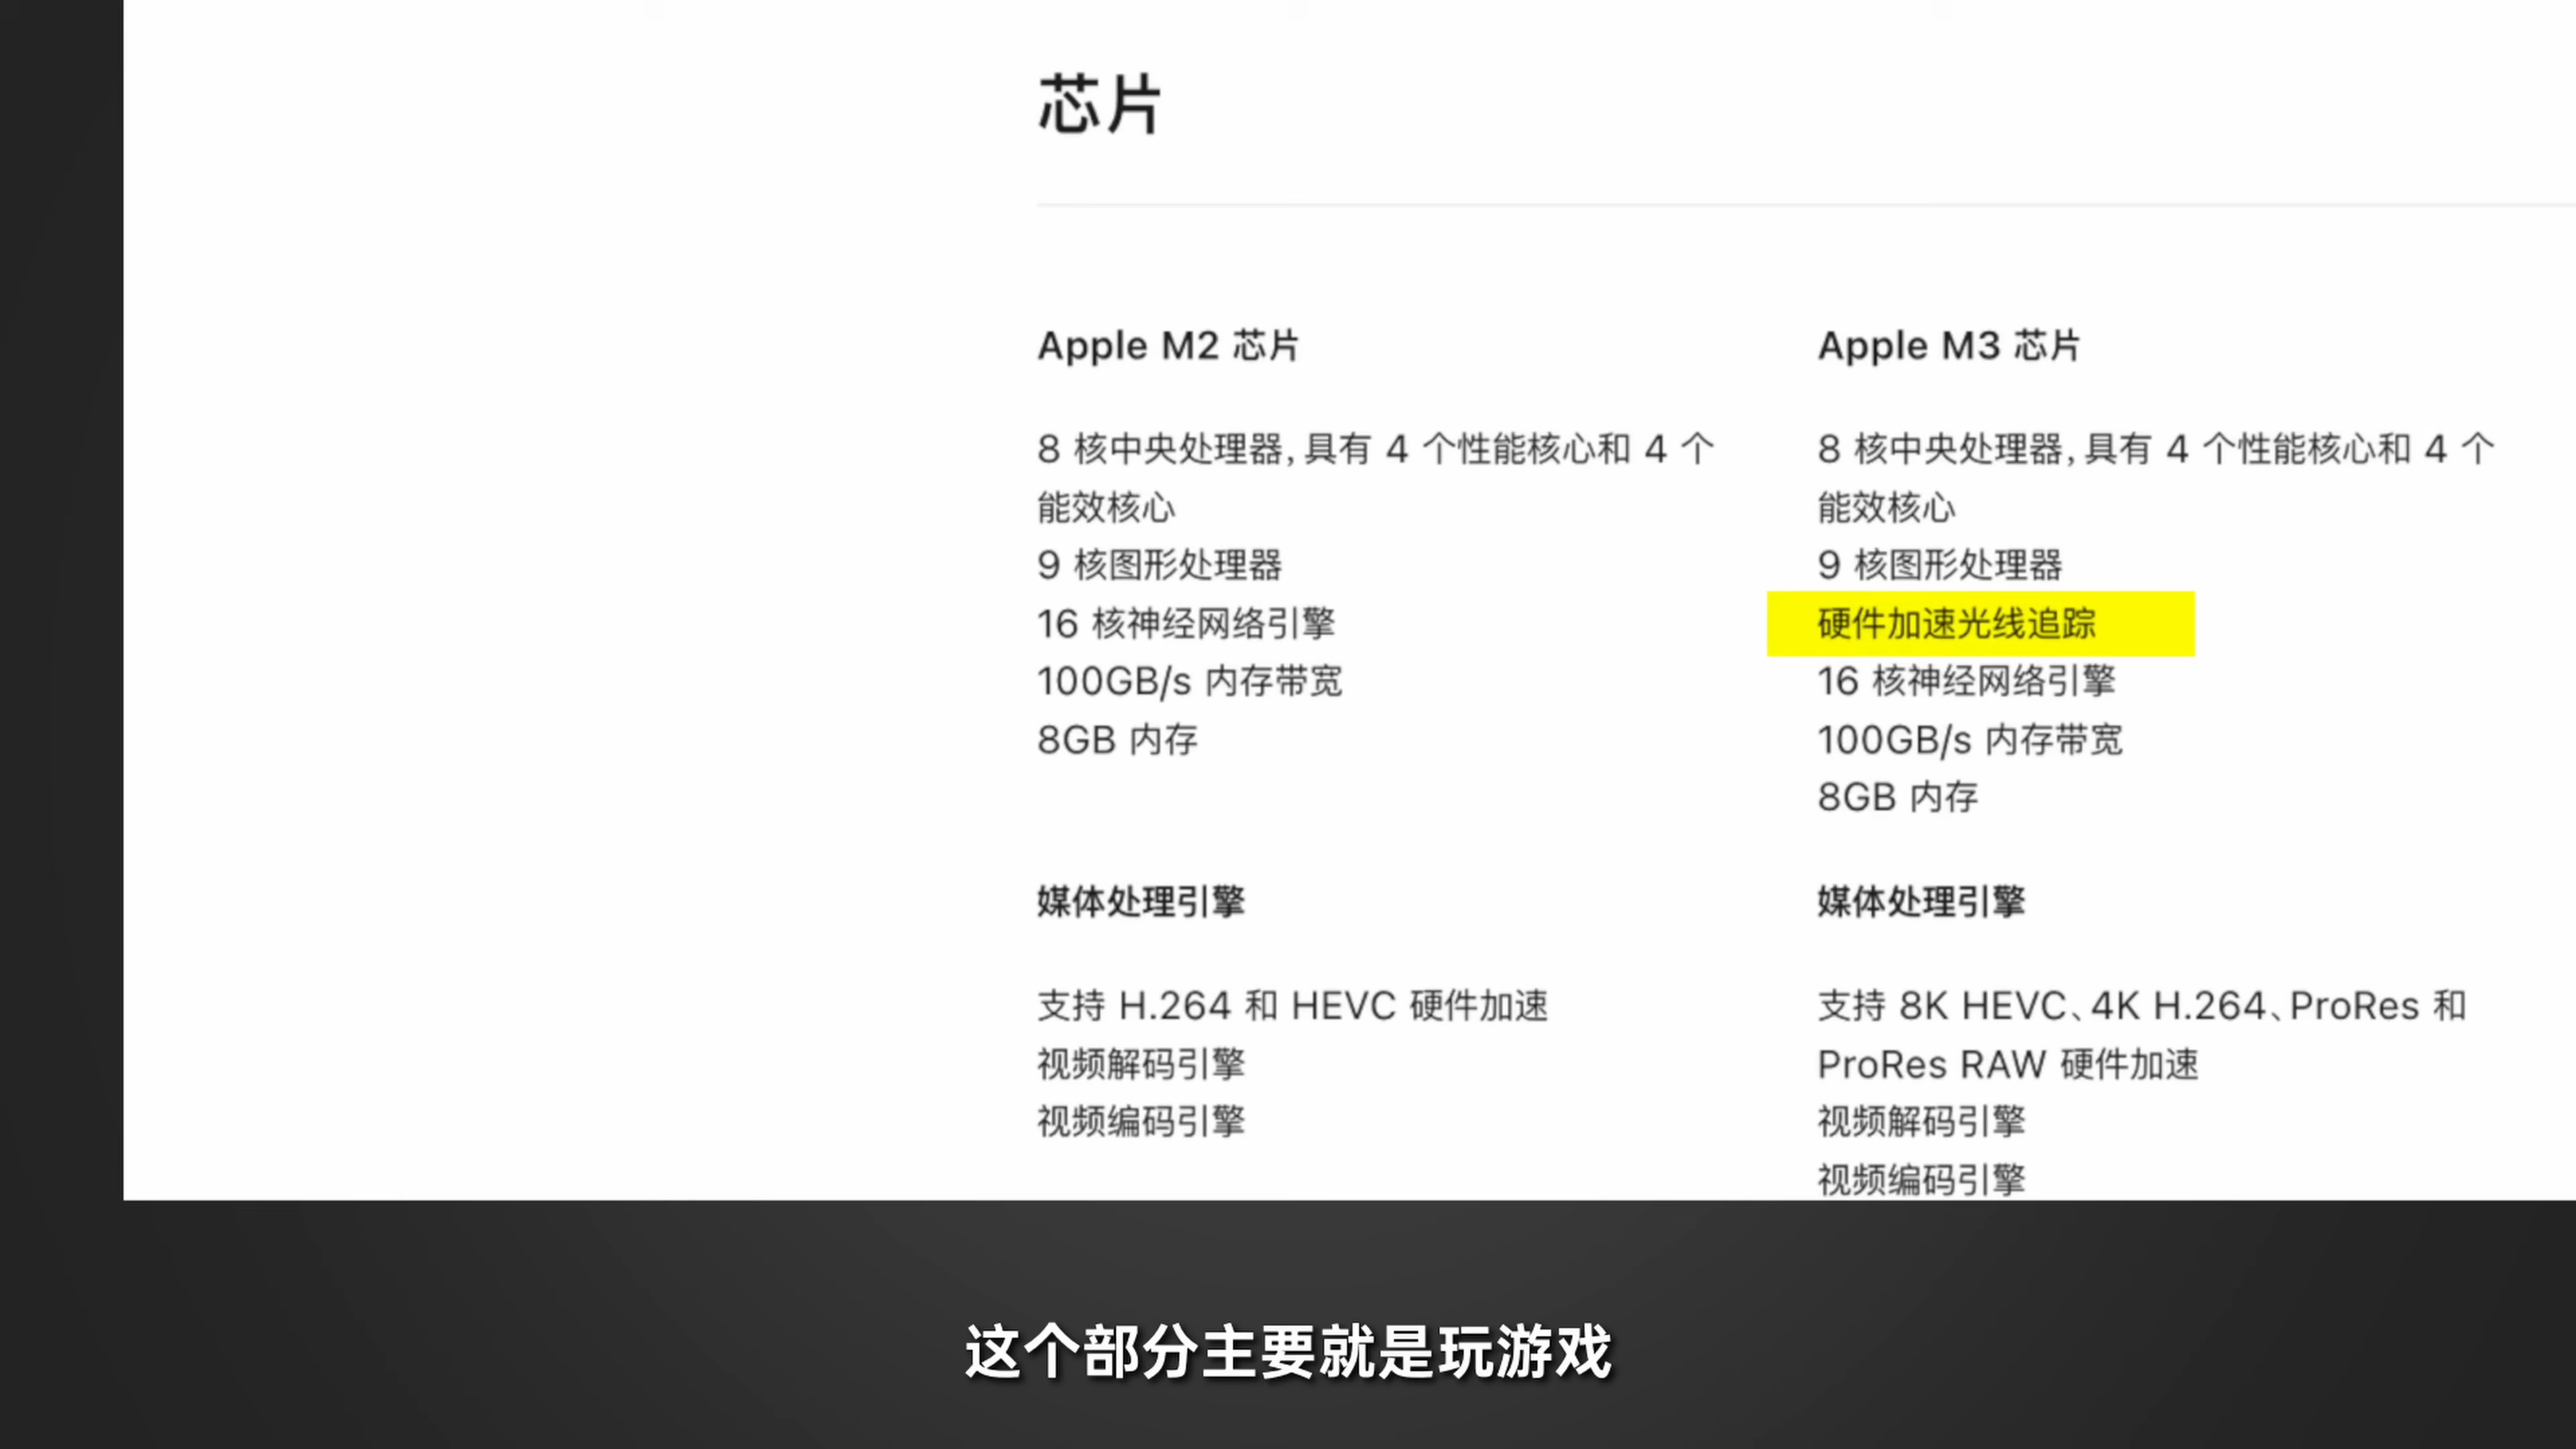 芯片
Apple M2 芯片
8 核中央处理器，具有 4 个性能核心和 4 个
能效核心
9 核图形处理器
16 核神经网络引擎
100GB/s 内存带宽
8GB 内存
媒体处理引擎
支持 H.264 和 HEVC 硬件加速
视频解码引擎
视频编码引擎
Apple M3 芯片
8 核中央处理器，具有 4 个性能核心和 4 个
能效核心
9 核图形处理器
硬件加速光线追踪
16 核神经网络引擎
100GB/s 内存带宽
8GB 内存
媒体处理引擎
支持 8K HEVC、4K H.264、ProRes 和
ProRes RAW 硬件加速
视频解码引擎
视频编码引擎
这个部分主要就是玩游戏